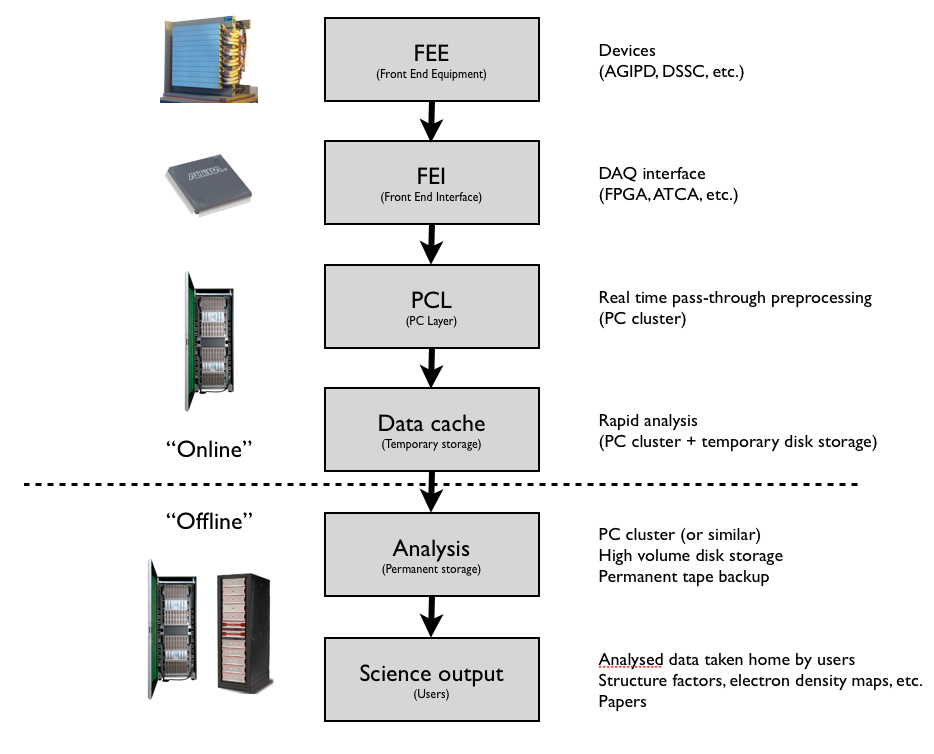 FEE
(Front End Equipment)
Devices
(AGIPD, DSSC, etc.)
ALTERA
FEI
(Front End Interface)
DAQ interface
(FPGA, ATCA, etc.)
PCL
(PC Layer)
Real time pass-through preprocessing
(PC cluster)
Data cache
(Temporary storage)
Rapid analysis
(PC cluster + temporary disk storage)
“Online”
“Offline”
Analysis
(Permanent storage)
PC cluster (or similar)
High volume disk storage
Permanent tape backup
Science output
(Users)
Analysed data taken home by users
Structure factors, electron density maps, etc.
Papers